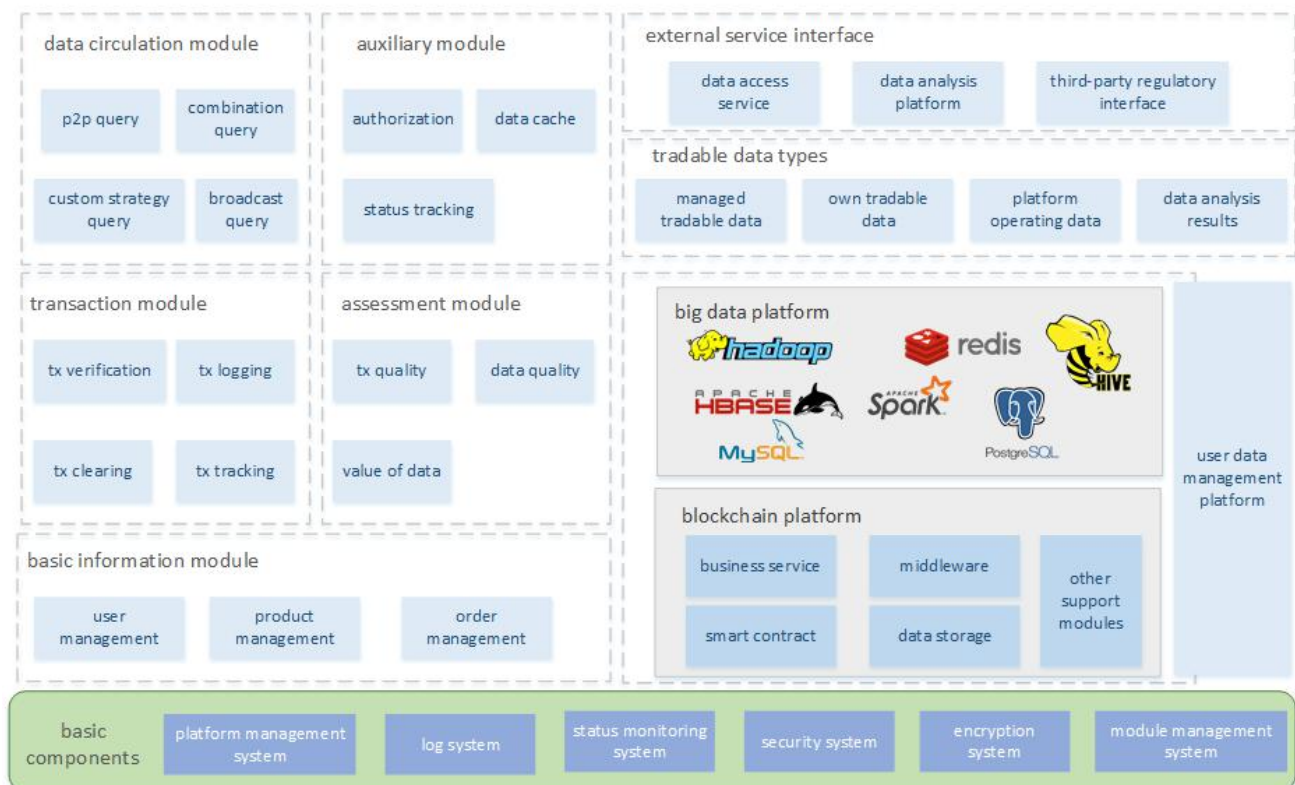 data circulation module
p2p query
combination
query
custom strategy
query
broadcast
query
auxiliary module
authorization
data cache
status tracking
external service interface
data access
service
data analysis
platform
third-party regulatory
interface
tradable data types
managed
tradable data
own tradable
data
platform
operating data
data analysis
results
transaction module
tx verification
tx logging
tx clearing
tx tracking
assessment module
tx quality
data quality
value of data
big data platform
hadoop
redis
HIVE
APACHE
HBASE
APACHE
Spark
MySQL
PostgreSQL
user data
management
platform
blockchain platform
business service
middleware
smart contract
data storage
other
support
modules
basic information module
user
management
product
management
order
management
basic
components
platform management
system
log system
status monitoring
system
security system
encryption
system
module management
system